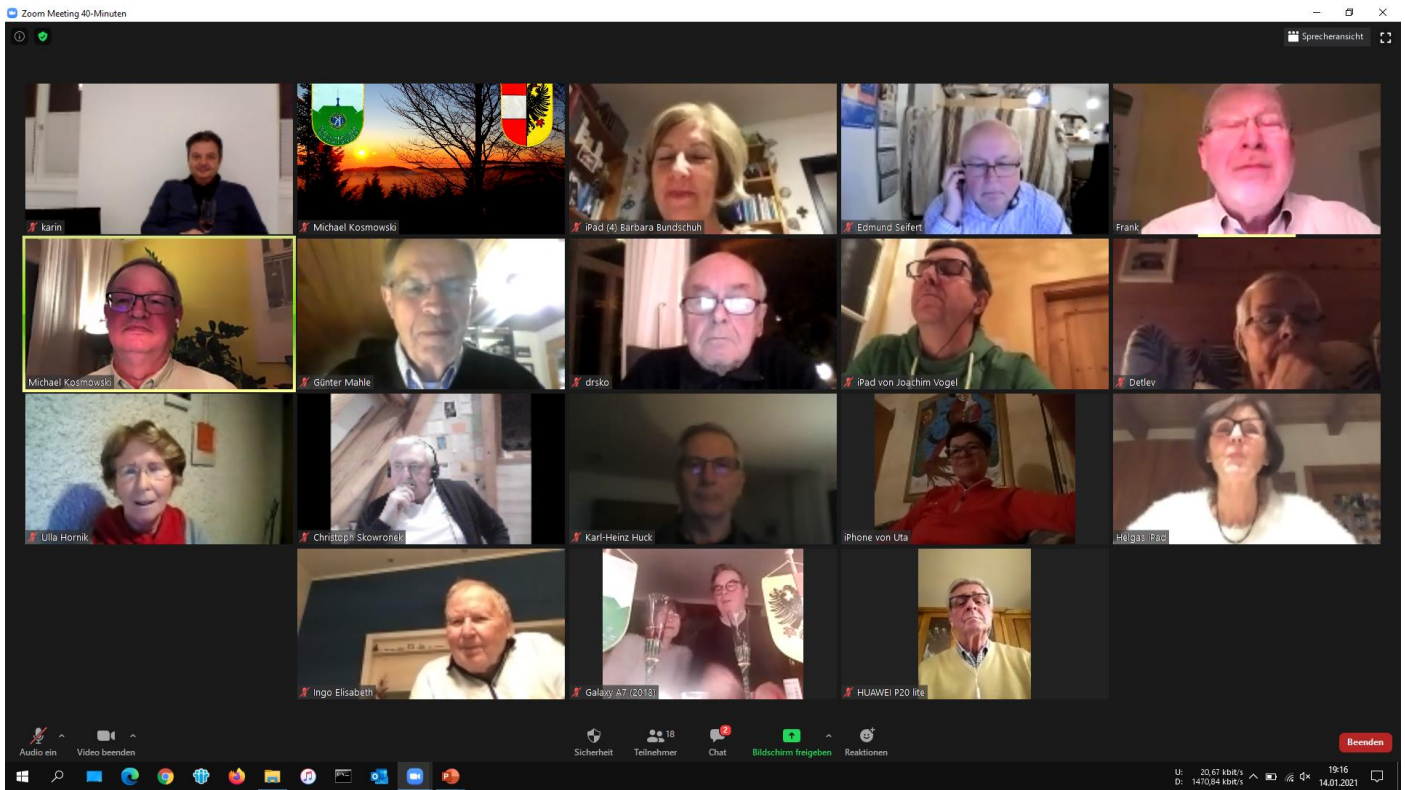 Zoom Meeting 40-Minuten
Sprecheransicht
karin
Michael Kosmowski
iPad (4) Barbara Bundschuh
Edmund Seifert
Frank
Michael Kosmowski
Günter Mahle
drsko
iPad von Joachim Vogel
Detlev
Ulla Hornik
Christoph Skowronek
Karl-Heinz Huck
iPhone von Uta
Helgas iPad
Ingo Elisabeth
Galaxy A7 (2018)
HUAWEI P20 lite
Audio ein
Video beenden
Sicherheit
18
Teilnehmer
2
Chat
Bildschirm freigeben
Reaktionen
Beenden
U: 20,67 kbit/s
D: 1470,84 kbit/s
19:16
14.01.2021